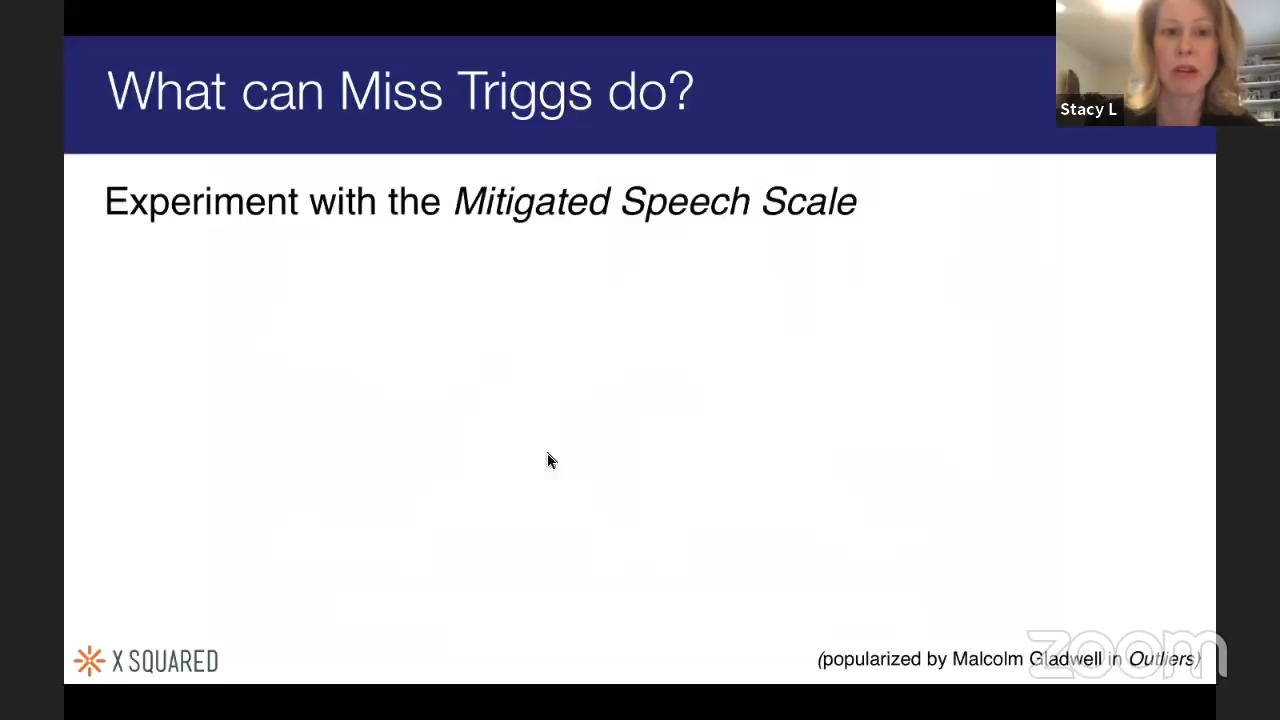 What can Miss Triggs do?
Stacy L
Experiment with the Mitigated Speech Scale
X SQUARED
(popularized by Malcolm Gladwell in Outliers)
zoom